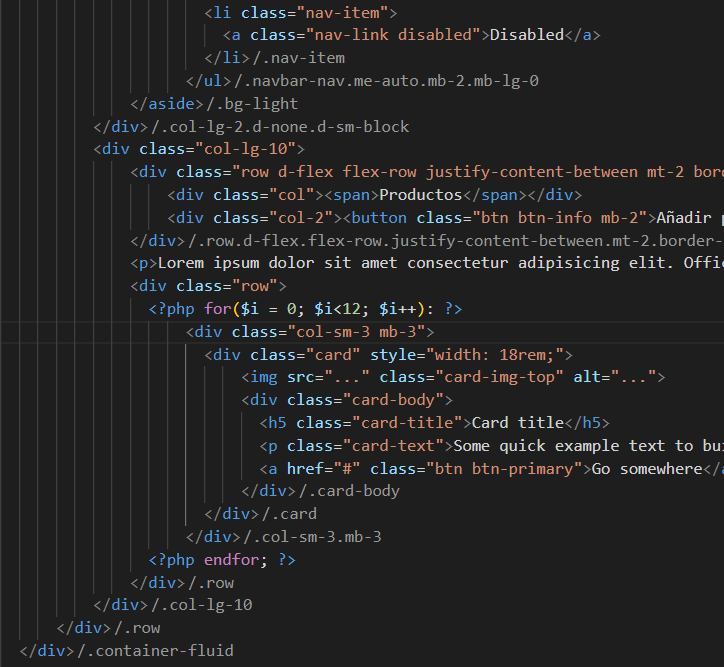 <li class="nav-item">
<a class="nav-link disabled">Disabled</a>
</li>/.nav-item
</ul>/.navbar-nav.me-auto.mb-2.mb-lg-0
</aside>/.bg-light
</div>/.col-lg-2.d-none.d-sm-block
<div class="col-lg-10">
<div class="row d-flex flex-row justify-content-between mt-2 bord
<div class="col"><span>Productos</span></div>
<div class="col-2"><button class="btn btn-info mb-2">Añadir p
</div>/.row.d-flex.flex-row.justify-content-between.mt-2.border-
<p>Lorem ipsum dolor sit amet consectetur adipisicing elit. Offic
<div class="row">
<?php for($i = 0; $i<12; $i++): ?>
<div class="col-sm-3 mb-3">
<div class="card" style="width: 18rem;">
<img src="..." class="card-img-top" alt="...">
<div class="card-body">
<h5 class="card-title">Card title</h5>
<p class="card-text">Some quick example text to bui
<a href="#" class="btn btn-primary">Go somewhere</a
</div>/.card-body
</div>/.card
</div>/.col-sm-3.mb-3
<?php endfor; ?>
</div>/.row
</div>/.col-lg-10
</div>/.row
</div>/.container-fluid